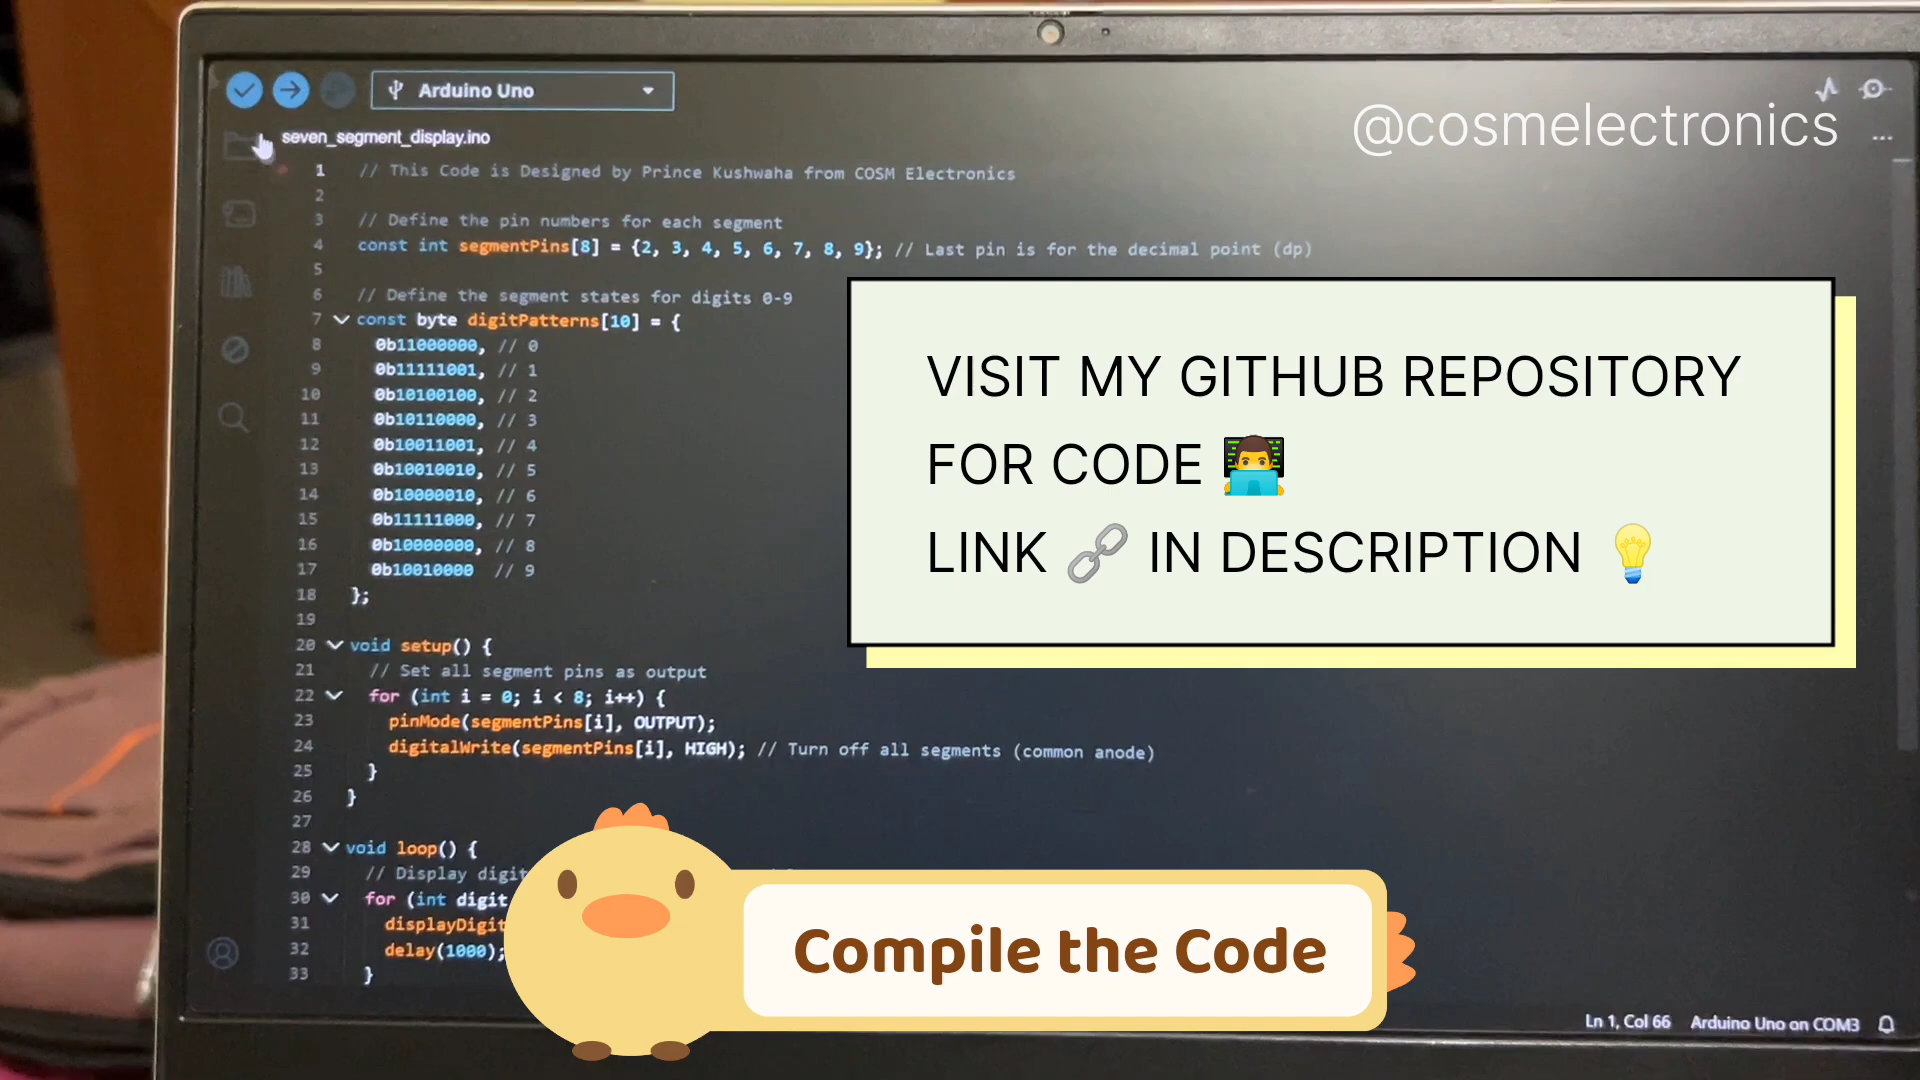 Arduino Uno
@cosmelectronics
seven_segment_display.ino
...
1 // This Code is Designed by Prince Kushwaha from COSM Electronics
2
3 // Define the pin numbers for each segment
4 const int segmentPins[8] = {2, 3, 4, 5, 6, 7, 8, 9}; // Last pin is for the decimal point (dp)
5
6 // Define the segment states for digits 0-9
7 const byte digitPatterns[10] = {
8 0b11000000, // 0
9 0b11111001, // 1
10 0b10100100, // 2
11 0b10110000, // 3
12 0b10011001, // 4
13 0b10010010, // 5
14 0b10000010, // 6
15 0b11111000, // 7
16 0b10000000, // 8
17 0b10010000 // 9
18 };
19
20 void setup() {
21 // Set all segment pins as output
22 for (int i = 0; i < 8; i++) {
23 pinMode(segmentPins[i], OUTPUT);
24 digitalWrite(segmentPins[i], HIGH); // Turn off all segments (common anode)
25 }
26 }
27
28 void loop() {
29 // Display digit
30 for (int digit
31 displayDigit
32 delay(1000);
33 }
VISIT MY GITHUB REPOSITORY
FOR CODE 👨‍💻
LINK 🔗 IN DESCRIPTION 💡
Compile the Code
Ln 1, Col 66 Arduino Uno on COM3